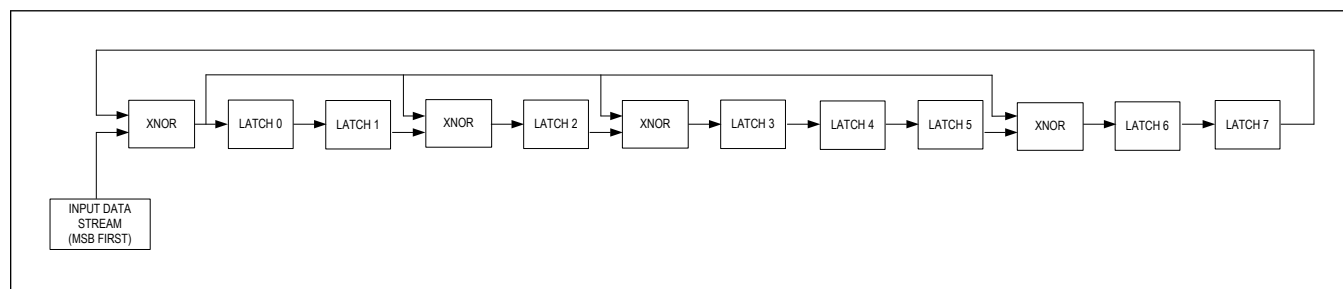 XNOR
LATCH 0
LATCH 1
XNOR
LATCH 2
XNOR
LATCH 3
LATCH 4
LATCH 5
XNOR
LATCH 6
LATCH 7
INPUT DATA
STREAM
(MSB FIRST)